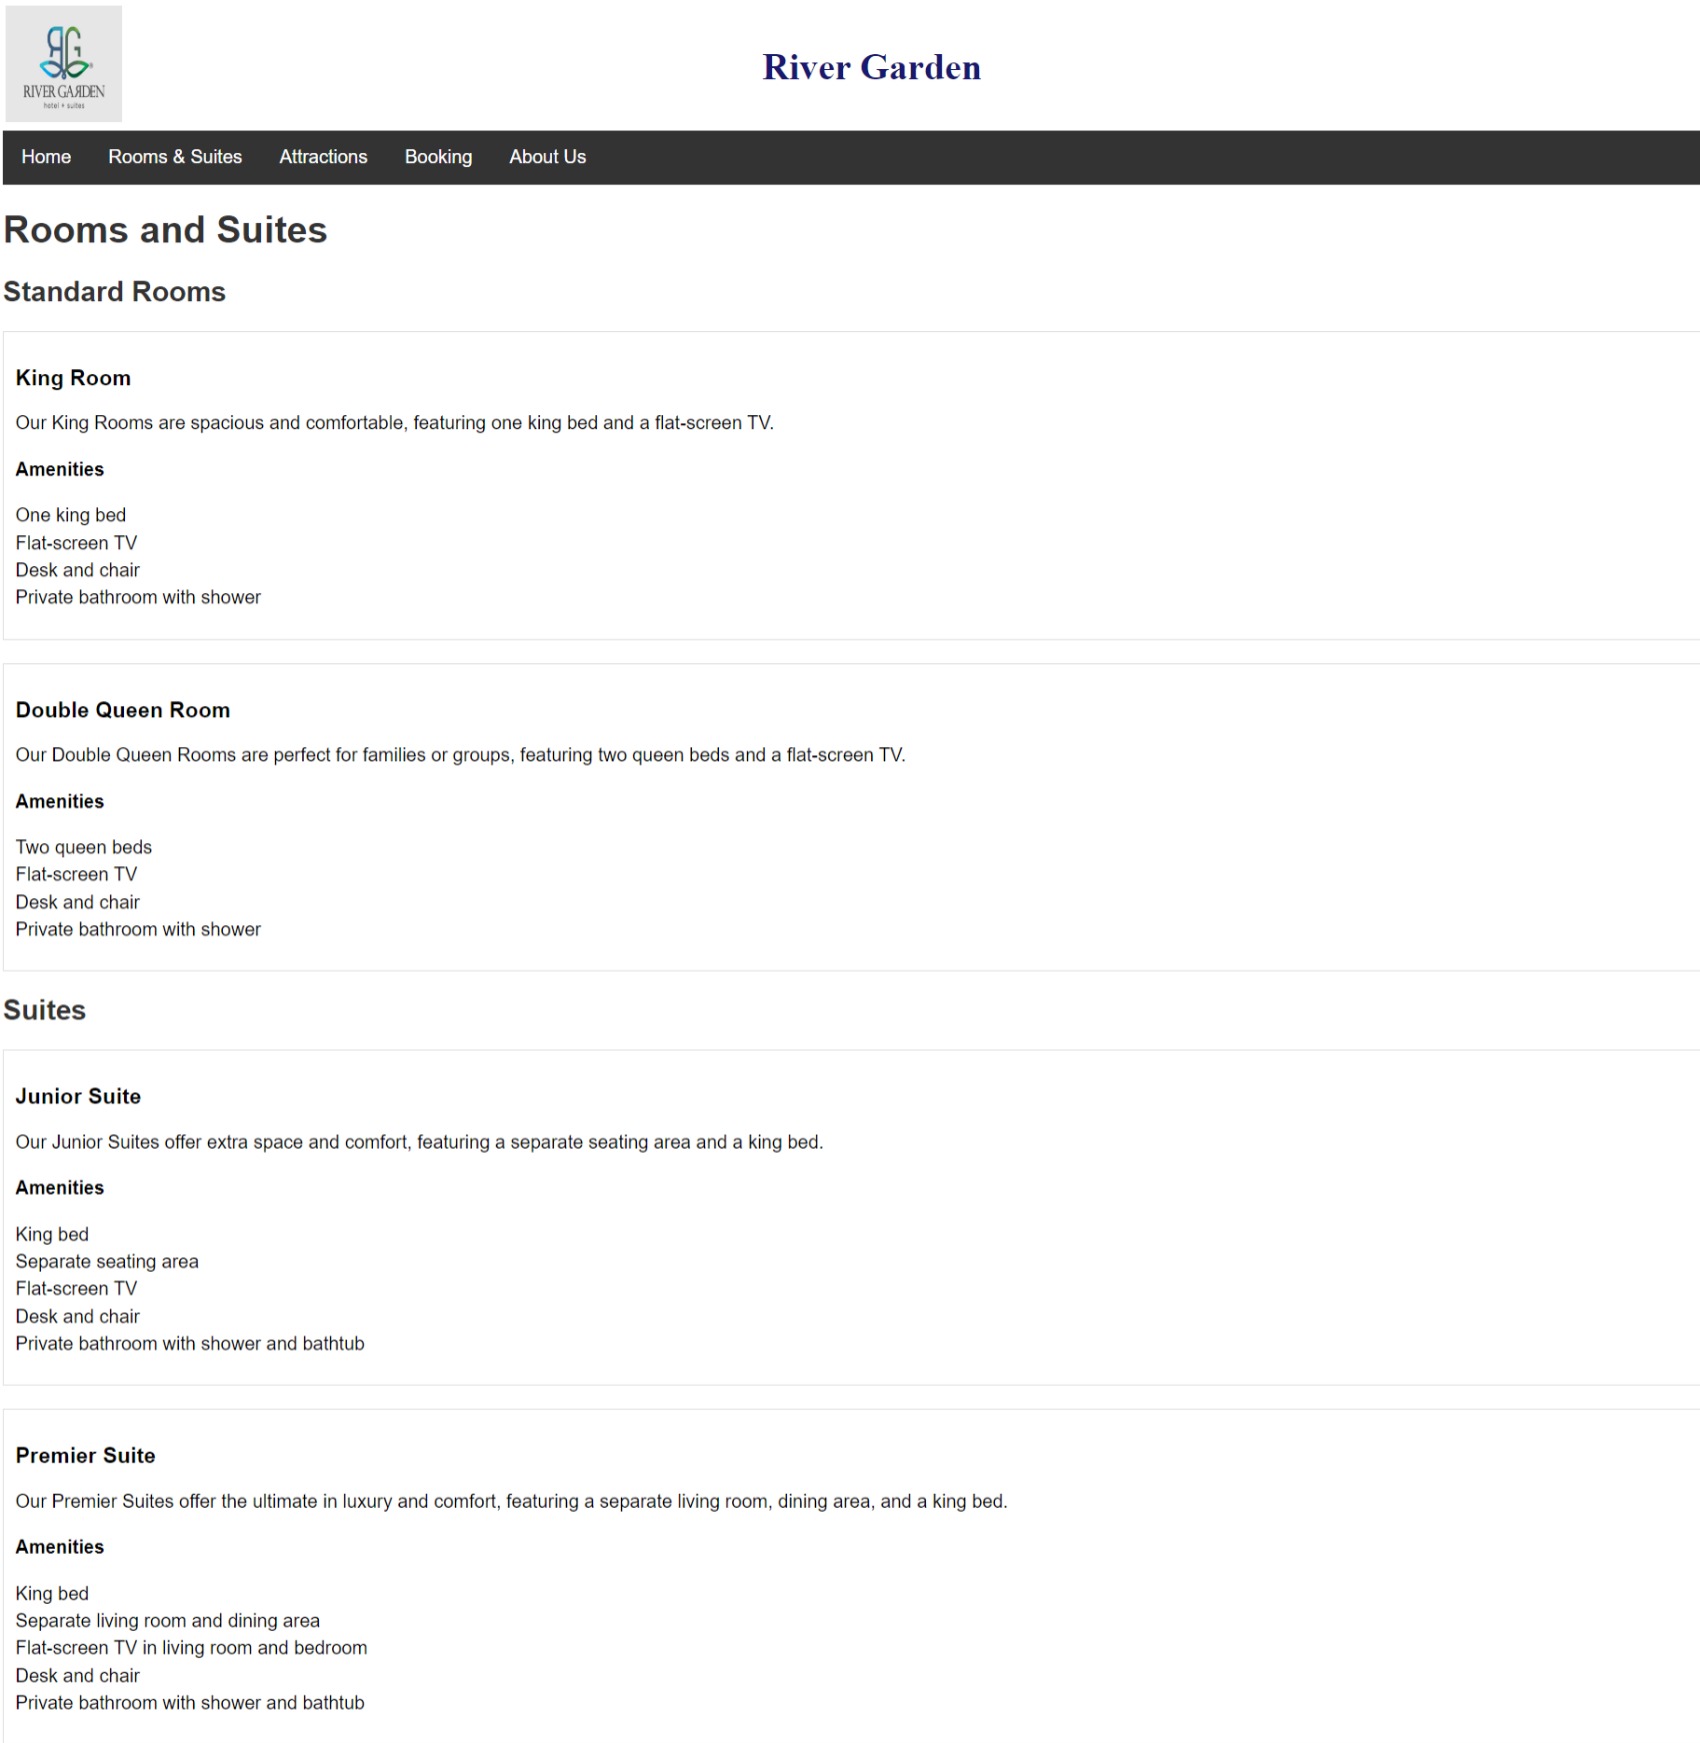 RG
RIVER GARDEN
hotel + suites
River Garden
Home Rooms & Suites Attractions Booking About Us
Rooms and Suites
Standard Rooms
King Room
Our King Rooms are spacious and comfortable, featuring one king bed and a flat-screen TV.
Amenities
One king bed
Flat-screen TV
Desk and chair
Private bathroom with shower
Double Queen Room
Our Double Queen Rooms are perfect for families or groups, featuring two queen beds and a flat-screen TV.
Amenities
Two queen beds
Flat-screen TV
Desk and chair
Private bathroom with shower
Suites
Junior Suite
Our Junior Suites offer extra space and comfort, featuring a separate seating area and a king bed.
Amenities
King bed
Separate seating area
Flat-screen TV
Desk and chair
Private bathroom with shower and bathtub
Premier Suite
Our Premier Suites offer the ultimate in luxury and comfort, featuring a separate living room, dining area, and a king bed.
Amenities
King bed
Separate living room and dining area
Flat-screen TV in living room and bedroom
Desk and chair
Private bathroom with shower and bathtub